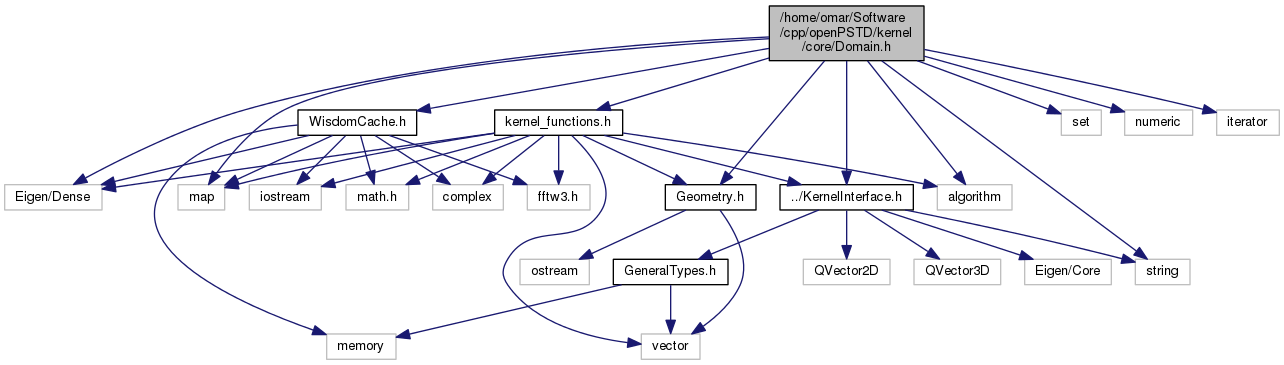 /home/omar/Software
/cpp/openPSTD/kernel
/core/Domain.h
WisdomCache.h
kernel_functions.h
set
numeric
iterator
Eigen/Dense
map
iostream
math.h
complex
fftw3.h
Geometry.h
../KernelInterface.h
algorithm
ostream
GeneralTypes.h
QVector2D
QVector3D
Eigen/Core
string
memory
vector